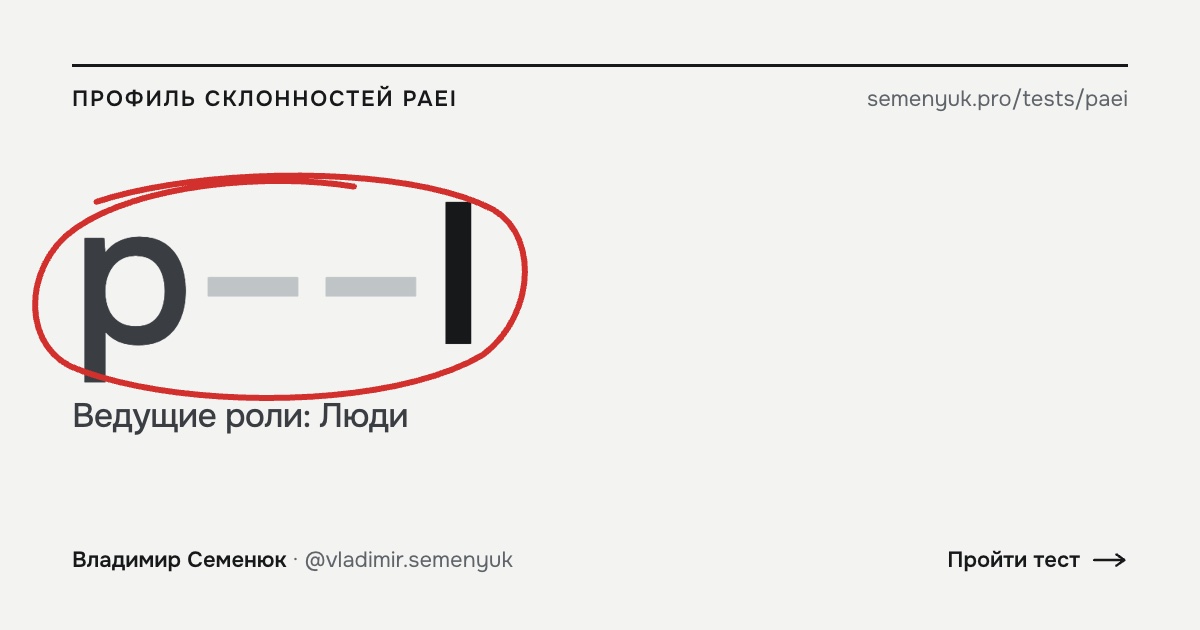 ПРОФИЛЬ СКЛОННОСТЕЙ PAEI
semenyuk.pro/tests/paei
p — — I
Ведущие роли: Люди
Владимир Семенюк · @vladimir.semenyuk
Пройти тест →